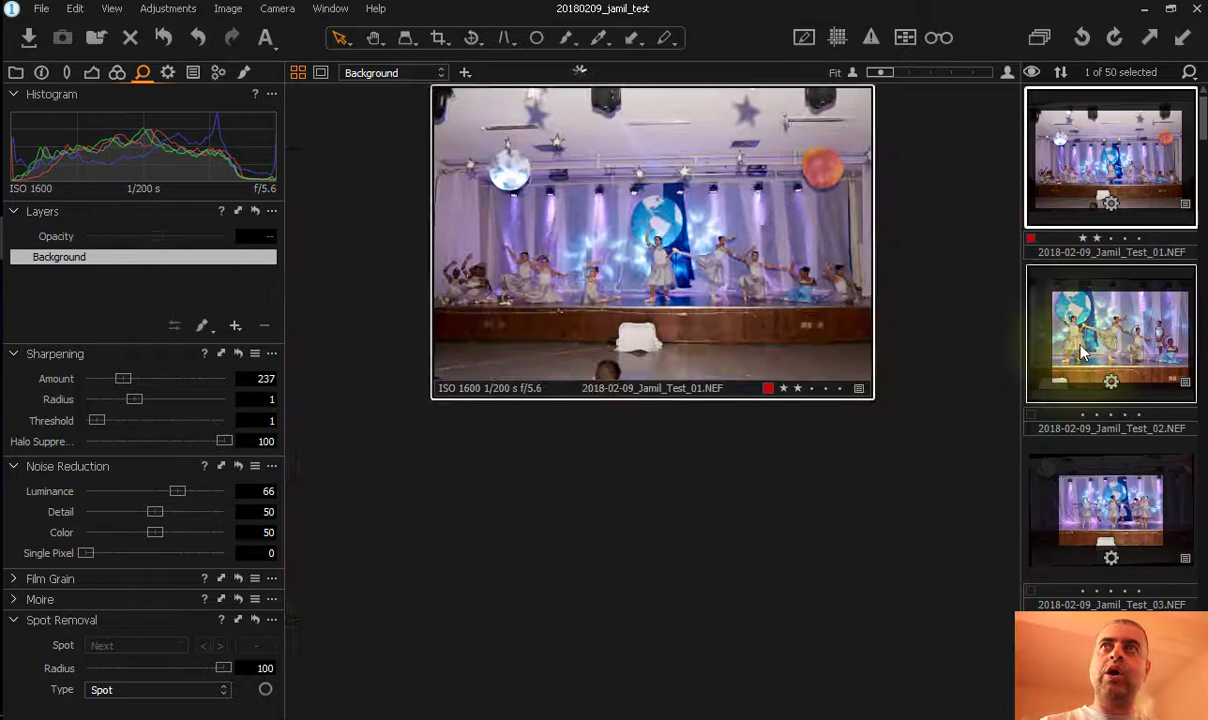 1 File Edit View Adjustments Image Camera Window Help 20180209_jamil_test
A
Background Fit 1 of 50 selected
Histogram ?
ISO 1600 1/200 s f/5.6
Layers ?
Opacity --
Background
Sharpening ?
Amount 237
Radius 1
Threshold 1
Halo Suppre... 100
Noise Reduction ?
Luminance 66
Detail 50
Color 50
Single Pixel 0
Film Grain ?
Moire ?
Spot Removal ?
Spot Next < > -
Radius 100
Type Spot
ISO 1600 1/200 s f/5.6 2018-02-09_Jamil_Test_01.NEF
2018-02-09_Jamil_Test_01.NEF
2018-02-09_Jamil_Test_02.NEF
2018-02-09_Jamil_Test_03.NEF